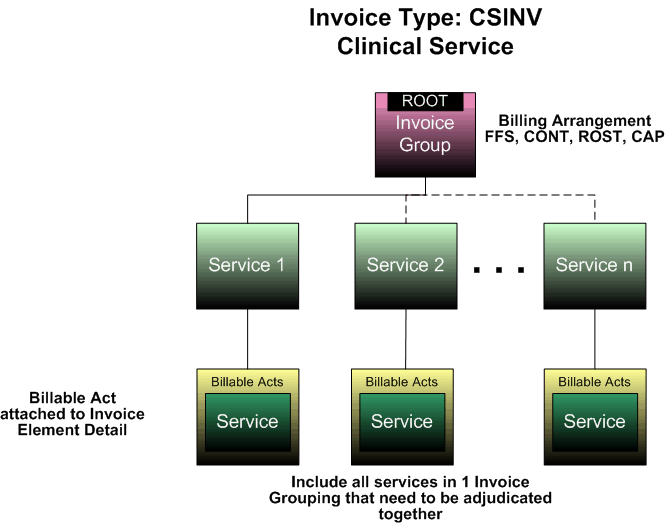 Invoice Type: CSINV
Clinical Service
ROOT
Invoice
Group
Billing Arrangement
FFS, CONT, ROST, CAP
Service 1
Service 2
. . .
Service n
Billable Act
attached to Invoice
Element Detail
Billable Acts
Service
Billable Acts
Service
Billable Acts
Service
Include all services in 1 Invoice
Grouping that need to be adjudicated
together